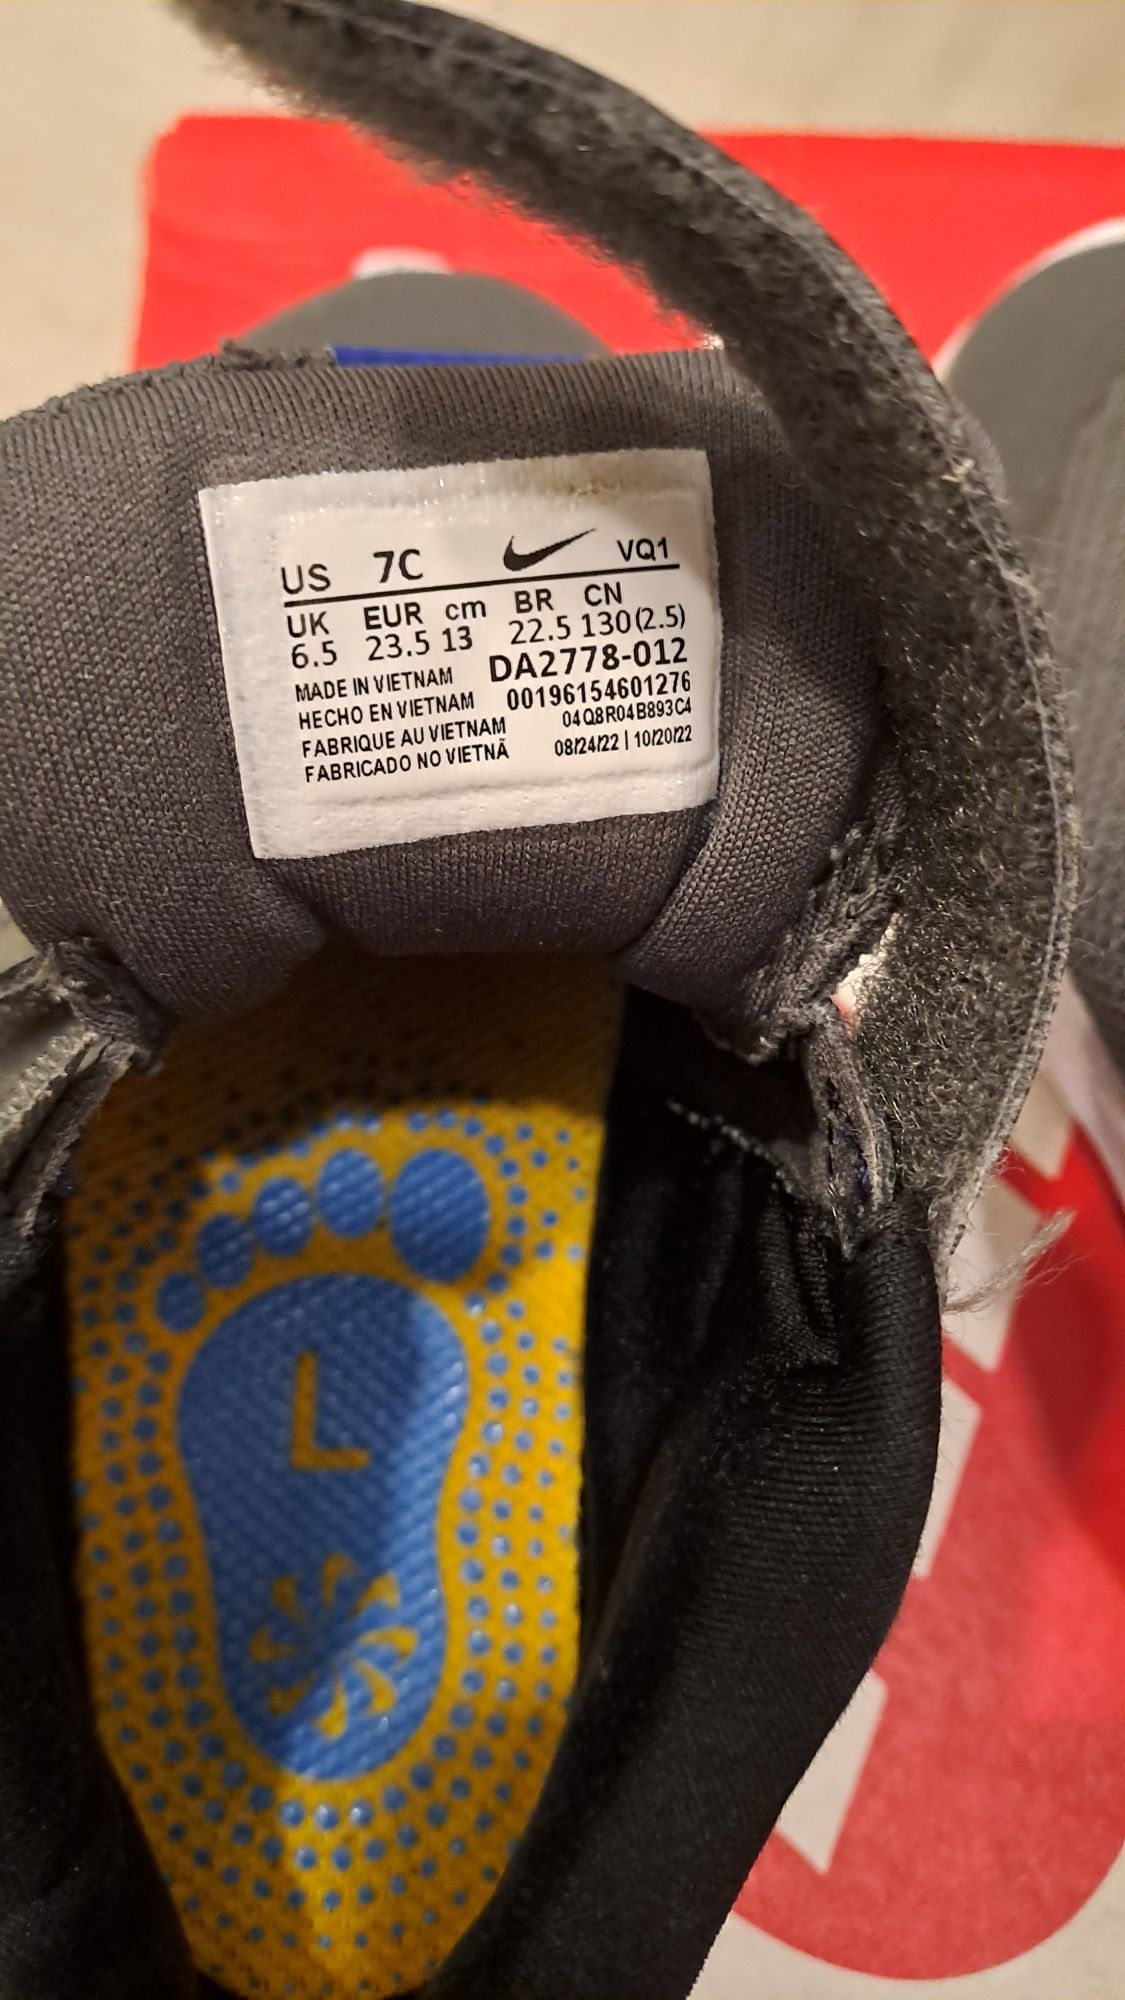 US 7C VQ1
UK EUR cm BR CN
6.5 23.5 13 22.5 130(2.5)
MADE IN VIETNAM DA2778-012
HECHO EN VIETNAM 00196154601276
FABRIQUE AU VIETNAM 04Q8R04B893C4
FABRICADO NO VIETNÃ 08/24/22 | 10/20/22
L